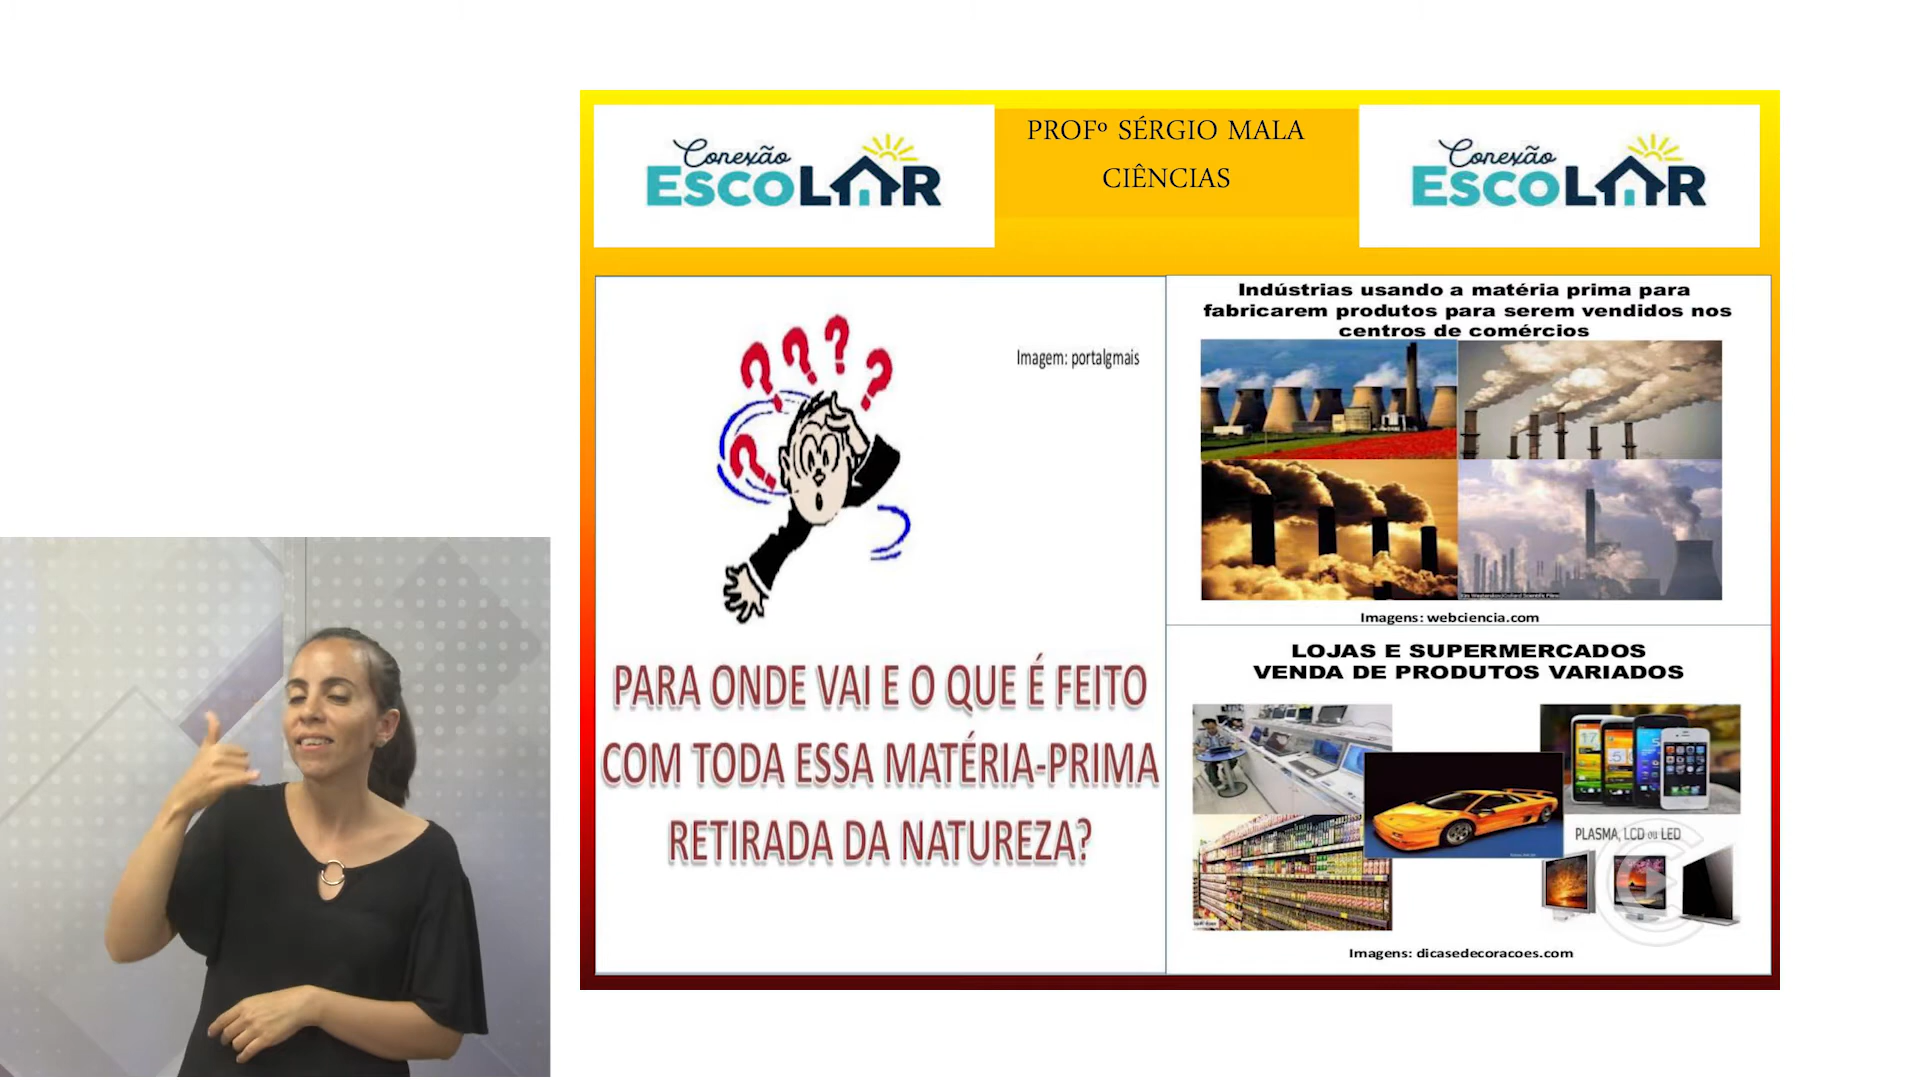 Conexão
ESCOLAR
PROFº SÉRGIO MALA
CIÊNCIAS
Conexão
ESCOLAR
Imagem: portalgmais
PARA ONDE VAI E O QUE É FEITO
COM TODA ESSA MATÉRIA-PRIMA
RETIRADA DA NATUREZA?
Indústrias usando a matéria prima para
fabricarem produtos para serem vendidos nos
centros de comércios
Imagens: webciencia.com
LOJAS E SUPERMERCADOS
VENDA DE PRODUTOS VARIADOS
PLASMA, LCD ou LED
Imagens: dicasedecoracoes.com